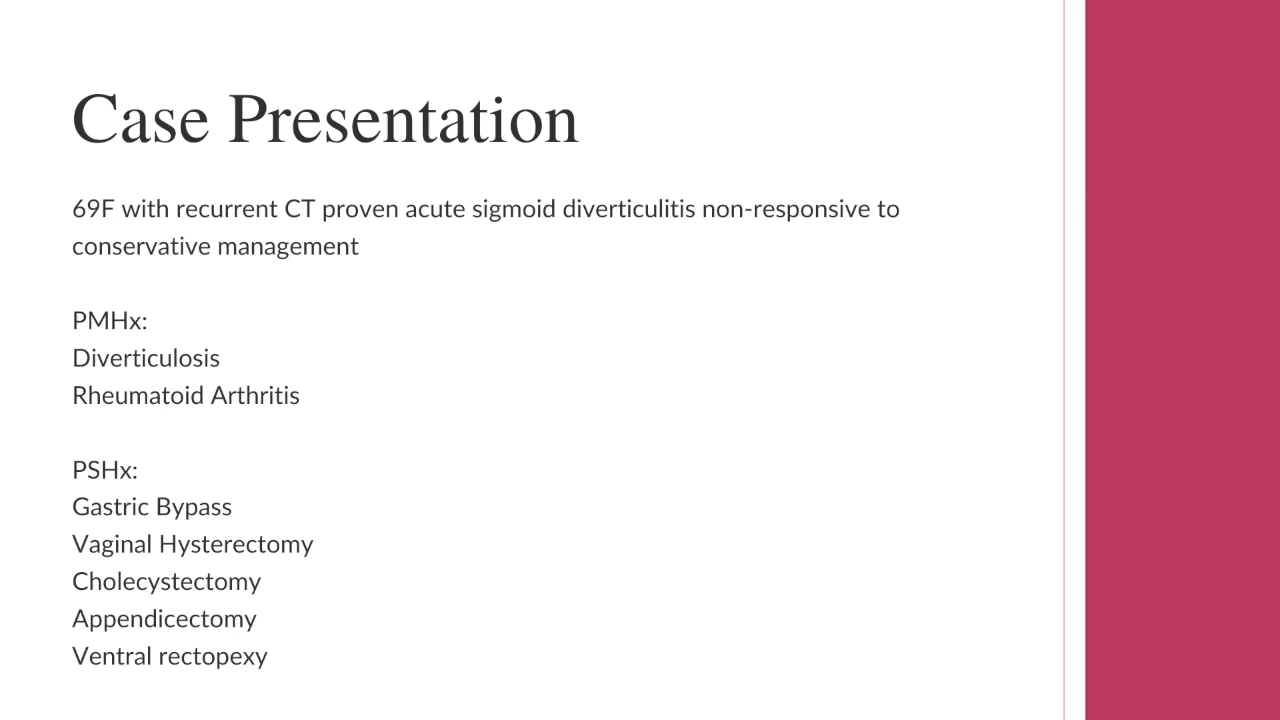 Case Presentation
69F with recurrent CT proven acute sigmoid diverticulitis non-responsive to
conservative management
PMHx:
Diverticulosis
Rheumatoid Arthritis
PSHx:
Gastric Bypass
Vaginal Hysterectomy
Cholecystectomy
Appendicectomy
Ventral rectopexy